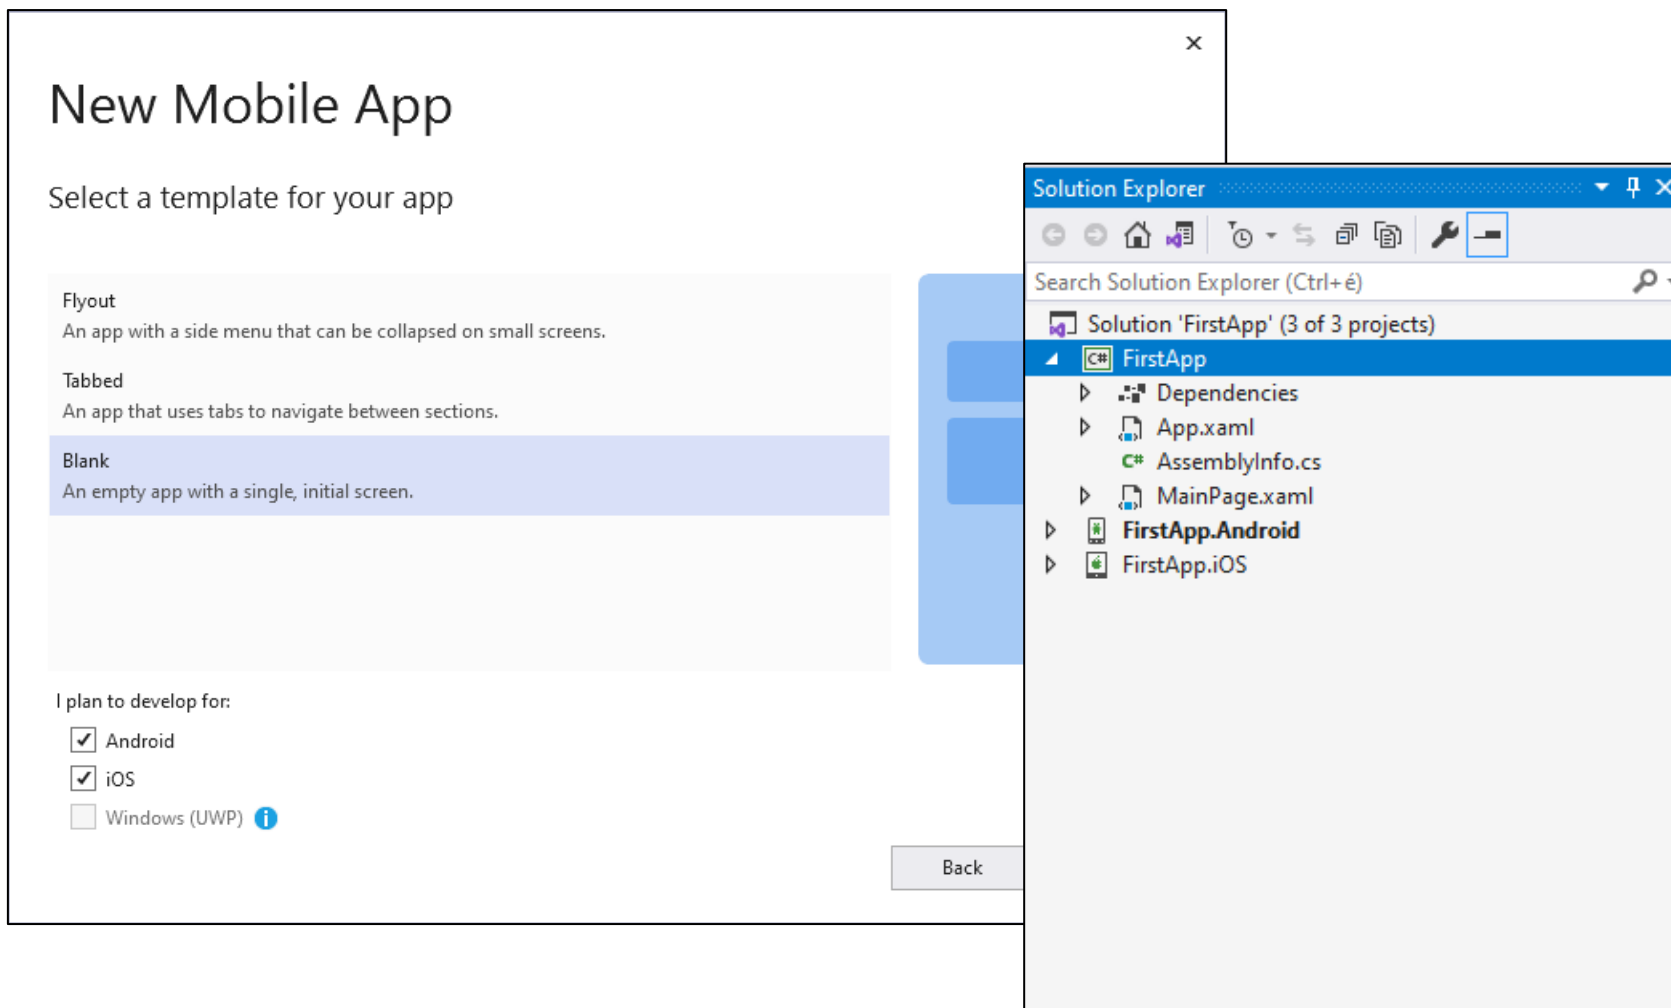 New Mobile App
Select a template for your app
Flyout
An app with a side menu that can be collapsed on small screens.
Tabbed
An app that uses tabs to navigate between sections.
Blank
An empty app with a single, initial screen.
I plan to develop for:
Android
iOS
Windows (UWP)
Back
Solution Explorer
Search Solution Explorer (Ctrl+é)
Solution 'FirstApp' (3 of 3 projects)
C# FirstApp
Dependencies
App.xaml
C# AssemblyInfo.cs
MainPage.xaml
FirstApp.Android
FirstApp.iOS